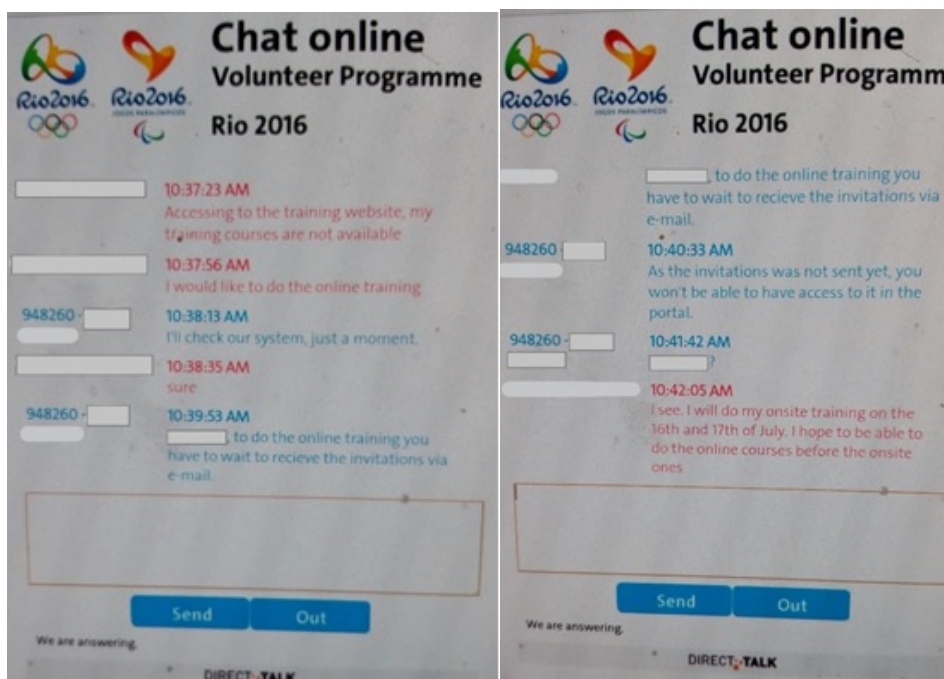 Chat online
Volunteer Programme
Rio 2016
Rio2016
Rio2016
JOGOS PARALÍMPICOS
10:37:23 AM
Accessing to the training website, my
training courses are not available
10:37:56 AM
I would like to do the online training
948260 -
10:38:13 AM
I'll check our system, just a moment.
10:38:35 AM
sure
948260 -
10:39:53 AM
, to do the online training you
have to wait to recieve the invitations via
e-mail.
Send
Out
We are answering.
DIRECT TALK
Chat online
Volunteer Programm
Rio 2016
Rio2016
Rio2016
JOGOS PARALÍMPICOS
, to do the online training you
have to wait to recieve the invitations via
e-mail.
948260 -
10:40:33 AM
As the invitations was not sent yet, you
won't be able to have access to it in the
portal.
948260 -
10:41:42 AM
?
10:42:05 AM
I see. I will do my onsite training on the
16th and 17th of July. I hope to be able to
do the online courses before the onsite
ones
Send
Out
We are answering.
DIRECT TALK